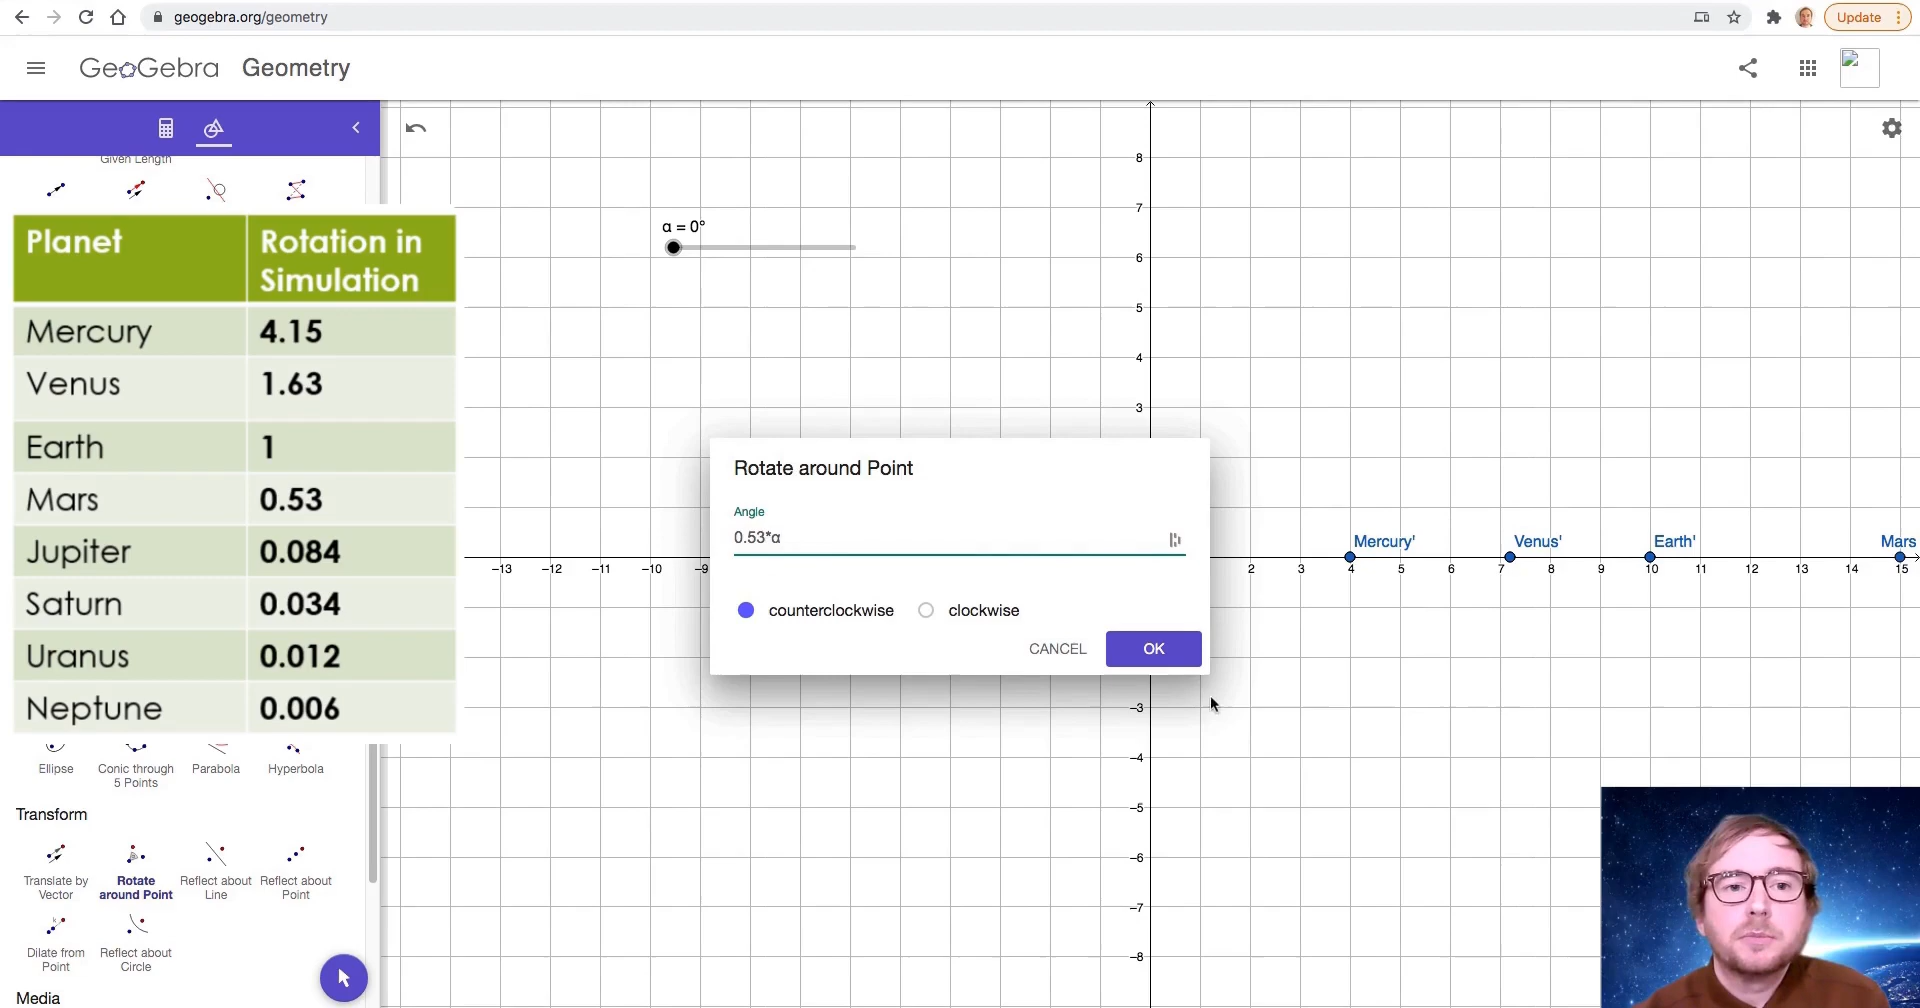 geogebra.org/geometry
Update
GeoGebra Geometry
Given Length
Planet
Rotation in
Simulation
Mercury 4.15
Venus 1.63
Earth 1
Mars 0.53
Jupiter 0.084
Saturn 0.034
Uranus 0.012
Neptune 0.006
Ellipse
Conic through
5 Points
Parabola
Hyperbola
Transform
Translate by
Vector
Rotate
around Point
Reflect about
Line
Reflect about
Point
Dilate from
Point
Reflect about
Circle
Media
α = 0°
8
7
6
5
4
3
Rotate around Point
Angle
0.53*α
counterclockwise
clockwise
CANCEL
OK
Mercury'
Venus'
Earth'
Mars
−13 −12 −11 −10 −9 2 3 4 5 6 7 8 9 10 11 12 13 14 15
−3
−4
−5
−6
−7
−8